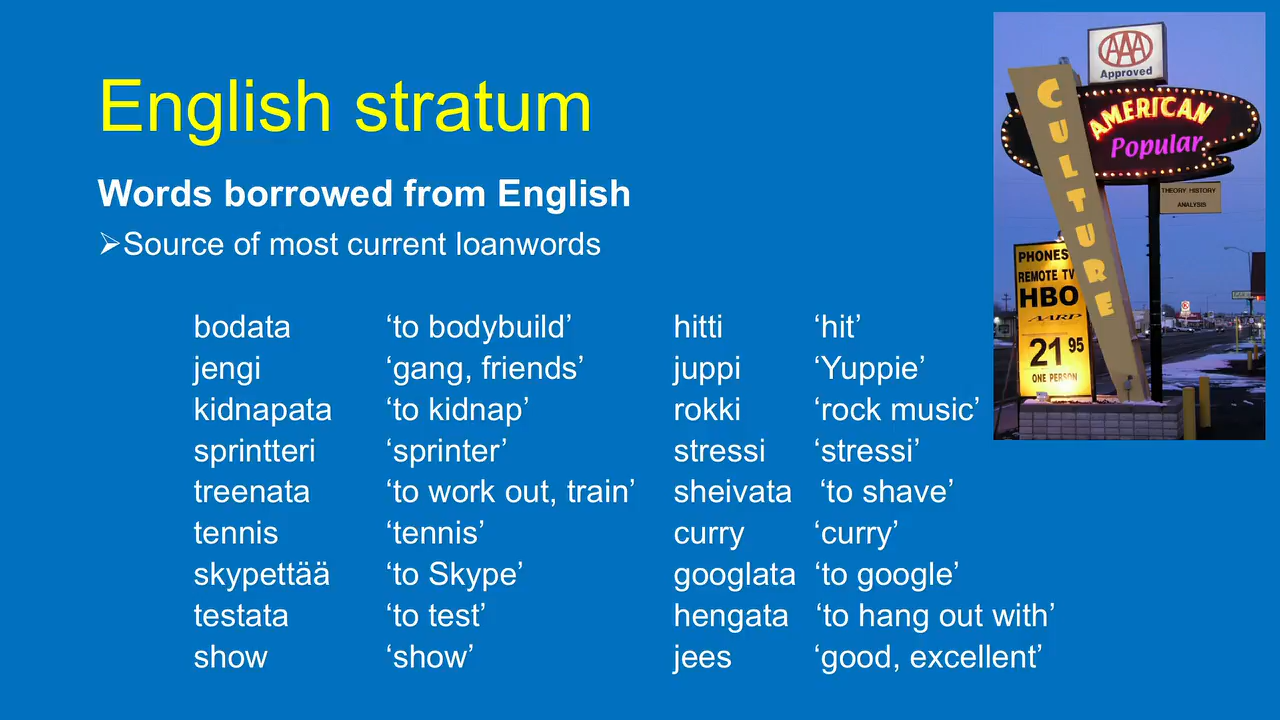 English stratum
Words borrowed from English
➢Source of most current loanwords
bodata ‘to bodybuild’ hitti ‘hit’
jengi ‘gang, friends’ juppi ‘Yuppie’
kidnapata ‘to kidnap’ rokki ‘rock music’
sprintteri ‘sprinter’ stressi ‘stressi’
treenata ‘to work out, train’ sheivata ‘to shave’
tennis ‘tennis’ curry ‘curry’
skypettää ‘to Skype’ googlata ‘to google’
testata ‘to test’ hengata ‘to hang out with’
show ‘show’ jees ‘good, excellent’
AAA
Approved
CULTURE
AMERICAN
Popular
THEORY HISTORY
ANALYSIS
PHONES
REMOTE TV
HBO
AARP
21 95
ONE PERSON